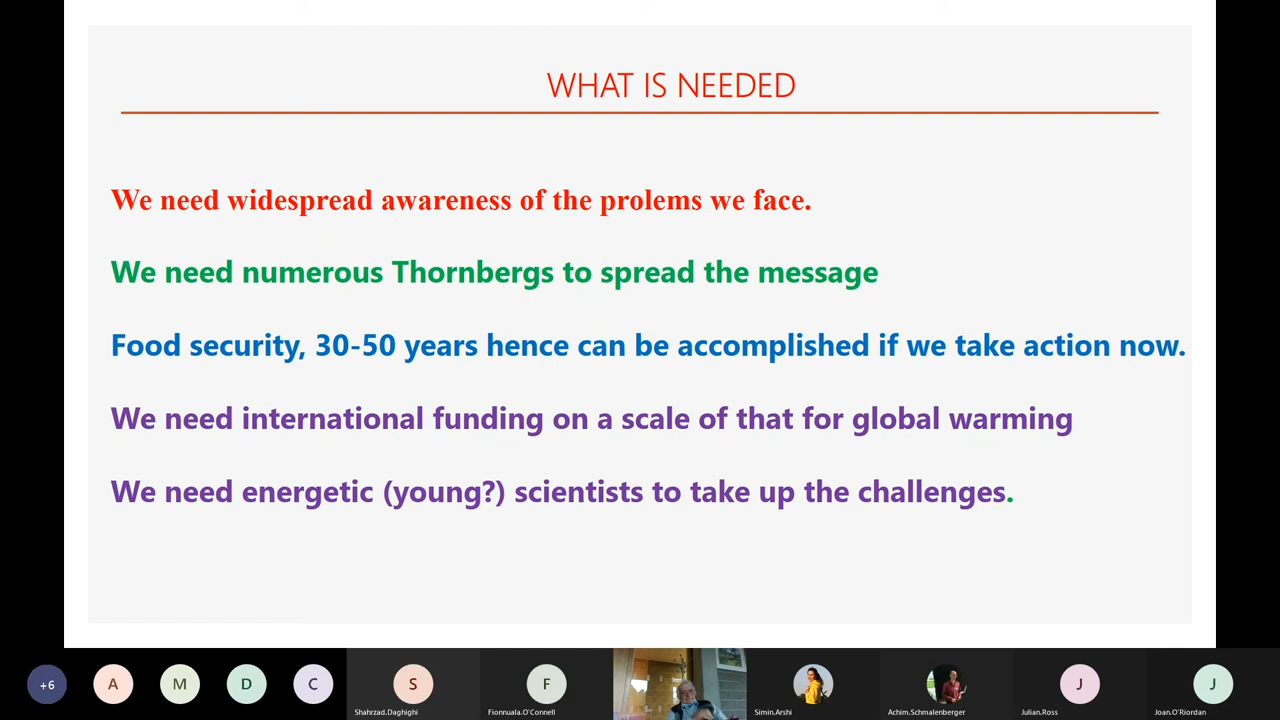 WHAT IS NEEDED
We need widespread awareness of the prolems we face.
We need numerous Thornbergs to spread the message
Food security, 30-50 years hence can be accomplished if we take action now.
We need international funding on a scale of that for global warming
We need energetic (young?) scientists to take up the challenges.
+6 A M D C S F J J
Shahrzad.Daghighi Fionnuala.O'Connell Simin.Arshi Achim.Schmalenberger Julian.Ross Joan.O'Riordan